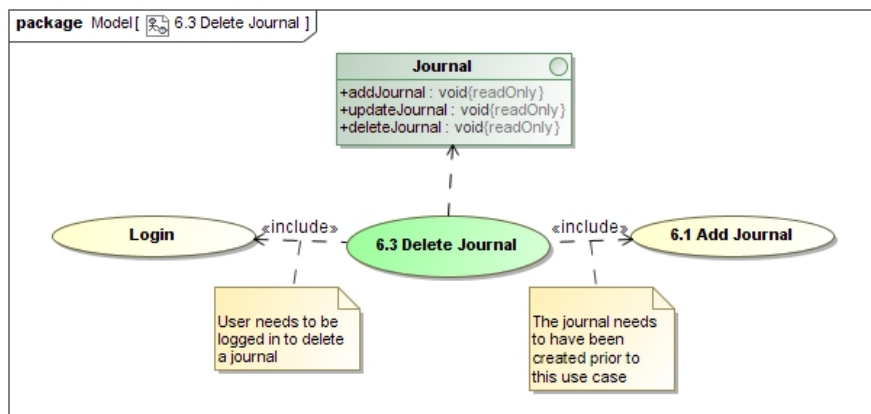 package Model[ 6.3 Delete Journal ]
Journal
+addJournal : void{readOnly}
+updateJournal : void{readOnly}
+deleteJournal : void{readOnly}
«include»
«include»
Login
6.3 Delete Journal
6.1 Add Journal
User needs to be
logged in to delete
a journal
The journal needs
to have been
created prior to
this use case